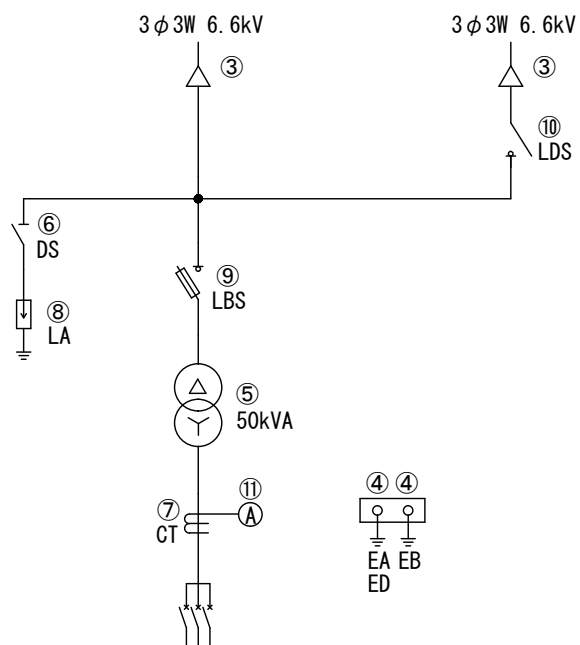 3φ3W 6.6kV
3φ3W 6.6kV
③
③
⑩
LDS
⑥
DS
⑨
LBS
⑧
LA
⑤
50kVA
⑪
A
⑦
CT
④ ④
EA EB
ED